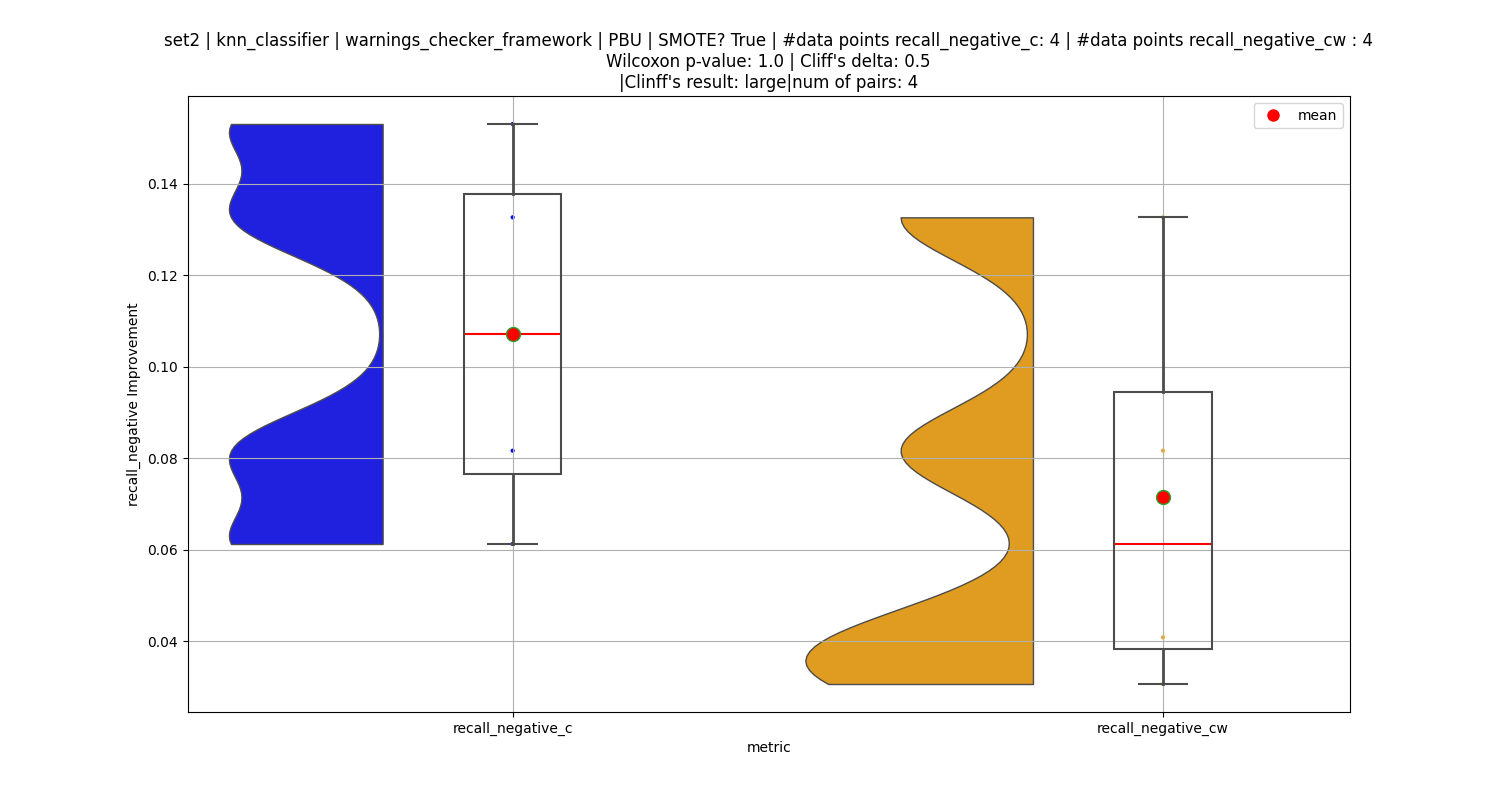 set2 | knn_classifier | warnings_checker_framework | PBU | SMOTE? True | #data points recall_negative_c: 4 | #data points recall_negative_cw : 4
Wilcoxon p-value: 1.0 | Cliff's delta: 0.5
|Clinff's result: large|num of pairs: 4
mean
0.14
0.12
0.10
0.08
0.06
0.04
recall_negative Improvement
recall_negative_c
recall_negative_cw
metric